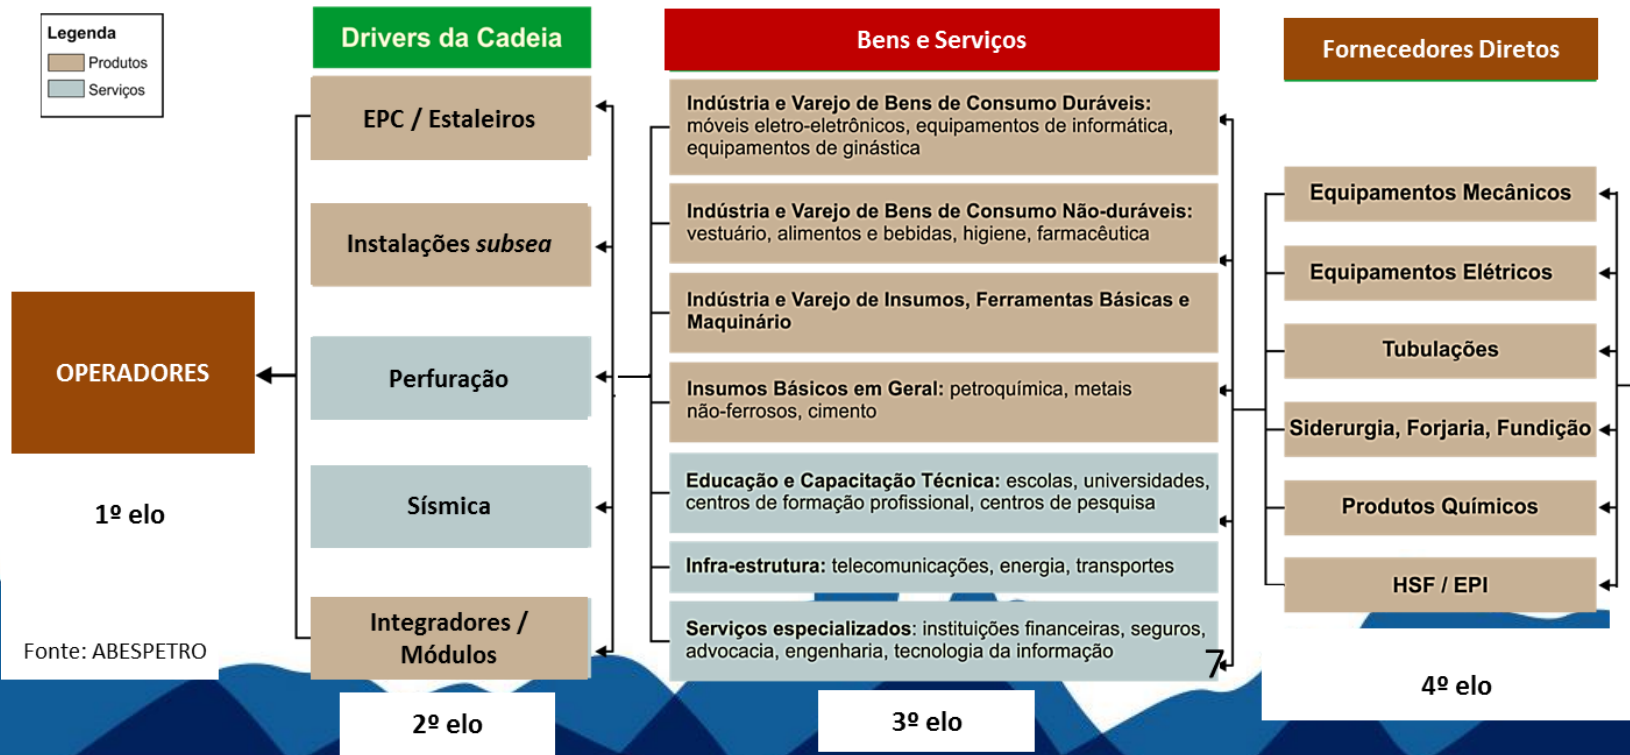 Legenda
Produtos
Serviços
Drivers da Cadeia
EPC / Estaleiros
Instalações subsea
Perfuração
Sísmica
Integradores /
Módulos
2º elo
OPERADORES
1º elo
Fonte: ABESPETRO
Bens e Serviços
Indústria e Varejo de Bens de Consumo Duráveis:
móveis eletro-eletrônicos, equipamentos de informática,
equipamentos de ginástica
Indústria e Varejo de Bens de Consumo Não-duráveis:
vestuário, alimentos e bebidas, higiene, farmacêutica
Indústria e Varejo de Insumos, Ferramentas Básicas e
Maquinário
Insumos Básicos em Geral: petroquímica, metais
não-ferrosos, cimento
Educação e Capacitação Técnica: escolas, universidades,
centros de formação profissional, centros de pesquisa
Infra-estrutura: telecomunicações, energia, transportes
Serviços especializados: instituições financeiras, seguros,
advocacia, engenharia, tecnologia da informação
7
3º elo
Fornecedores Diretos
Equipamentos Mecânicos
Equipamentos Elétricos
Tubulações
Siderurgia, Forjaria, Fundição
Produtos Químicos
HSF / EPI
4º elo